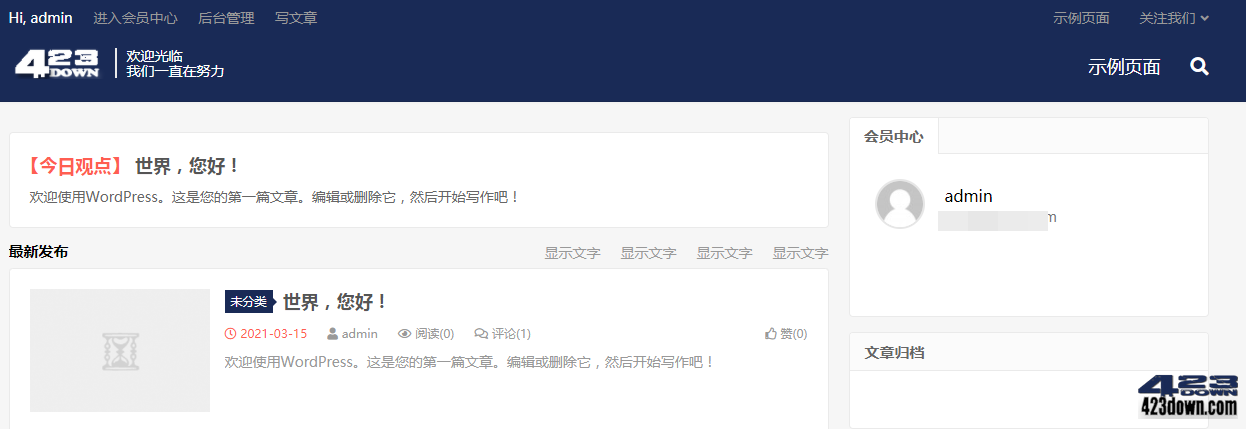 Hi, admin 进入会员中心 后台管理 写文章 示例页面 关注我们
423 DOWN
欢迎光临
我们一直在努力
示例页面
【今日观点】 世界，您好！
欢迎使用WordPress。这是您的第一篇文章。编辑或删除它，然后开始写作吧！
最新发布 显示文字 显示文字 显示文字 显示文字
未分类 世界，您好！
2021-03-15 admin 阅读(0) 评论(1) 赞(0)
欢迎使用WordPress。这是您的第一篇文章。编辑或删除它，然后开始写作吧！
会员中心
admin
文章归档
423 DOWN
423down.com